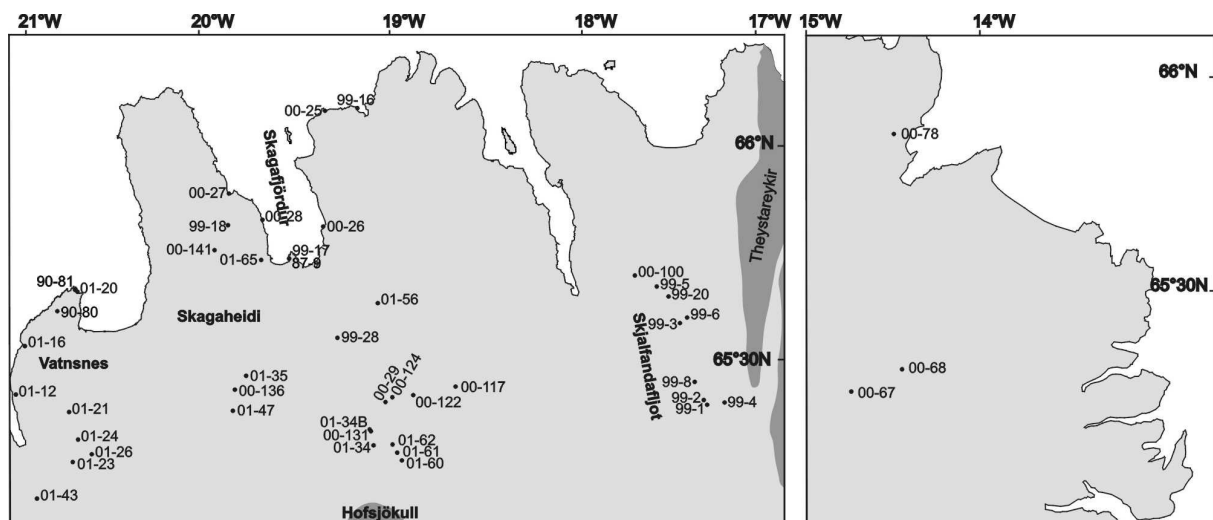 21°W
20°W
19°W
18°W
17°W
15°W
14°W
66°N
99-16
00-25
00-78
66°N
Skagafjördur
Theystareykir
00-27
00-28
99-18
00-26
00-141
99-17
01-65
87-9
00-100
90-81
01-20
99-5
65°30N
99-20
01-56
90-80
Skagaheidi
99-6
99-3
99-28
01-16
Skjalfandafljot
65°30N
Vatnsnes
00-68
01-35
99-8
00-29
00-124
00-117
01-12
00-136
00-67
00-122
99-2
99-4
99-1
01-21
01-47
01-34B
00-131
01-24
01-34
01-62
01-26
01-61
01-23
01-60
01-43
Hofsjökull